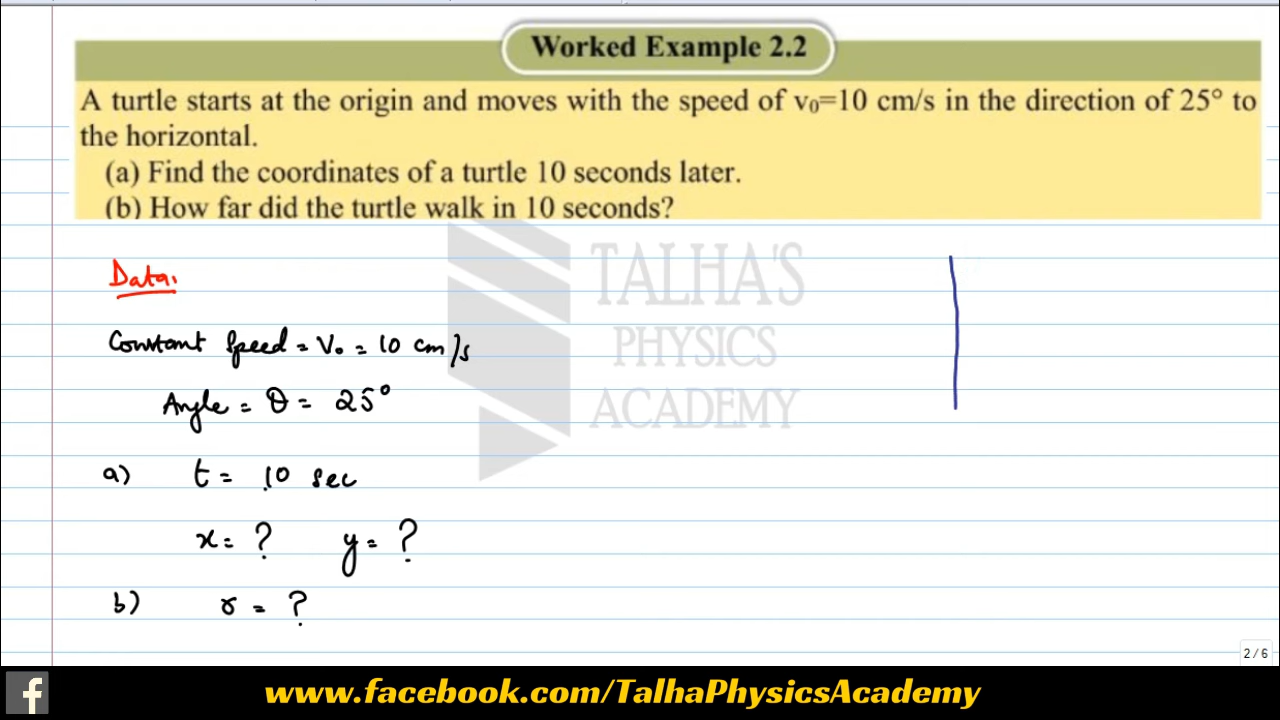 Worked Example 2.2
A turtle starts at the origin and moves with the speed of v₀=10 cm/s in the direction of 25° to
the horizontal.
(a) Find the coordinates of a turtle 10 seconds later.
(b) How far did the turtle walk in 10 seconds?
TALHA'S
PHYSICS
ACADEMY
Data.
Constant Speed = V₀ = 10 cm/s
Angle = θ = 25°
a) t = 10 sec
x = ? y = ?
b) r = ?
2 / 6
f www.facebook.com/TalhaPhysicsAcademy